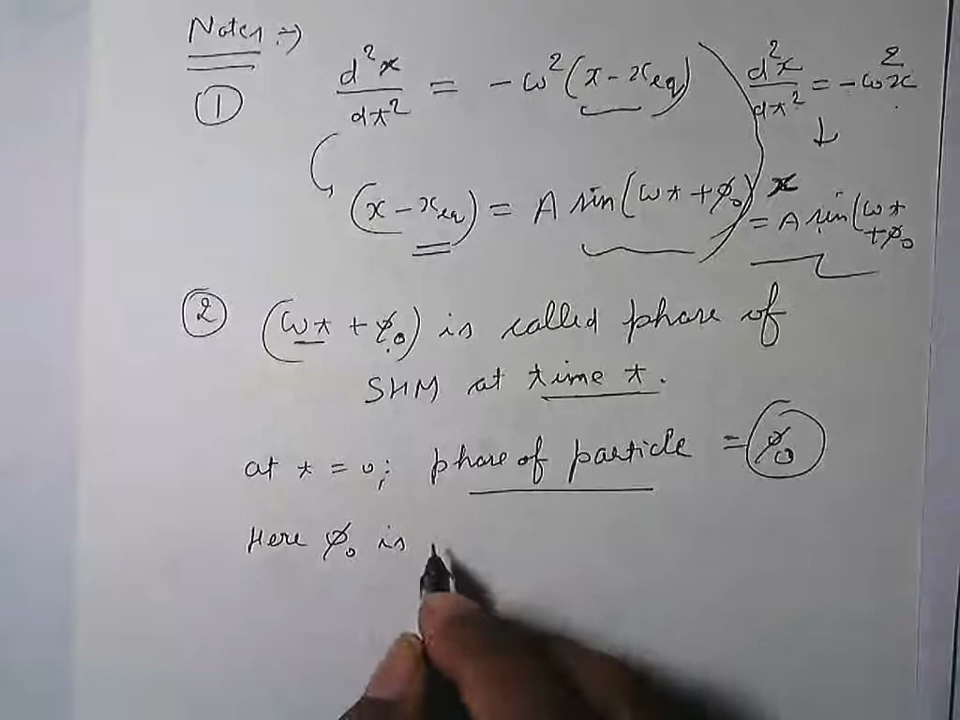 Notes :-)
① d²x/dt² = -ω²(x - x_eq)
(x - x_eq) = A sin(ωt + φ₀)
d²x/dt² = -ω²x
↓
x = A sin(ωt + φ₀
② (ωt + φ₀) is called phase of
SHM at time t.
at t = 0; phase of particle = φ₀
Here φ₀ is